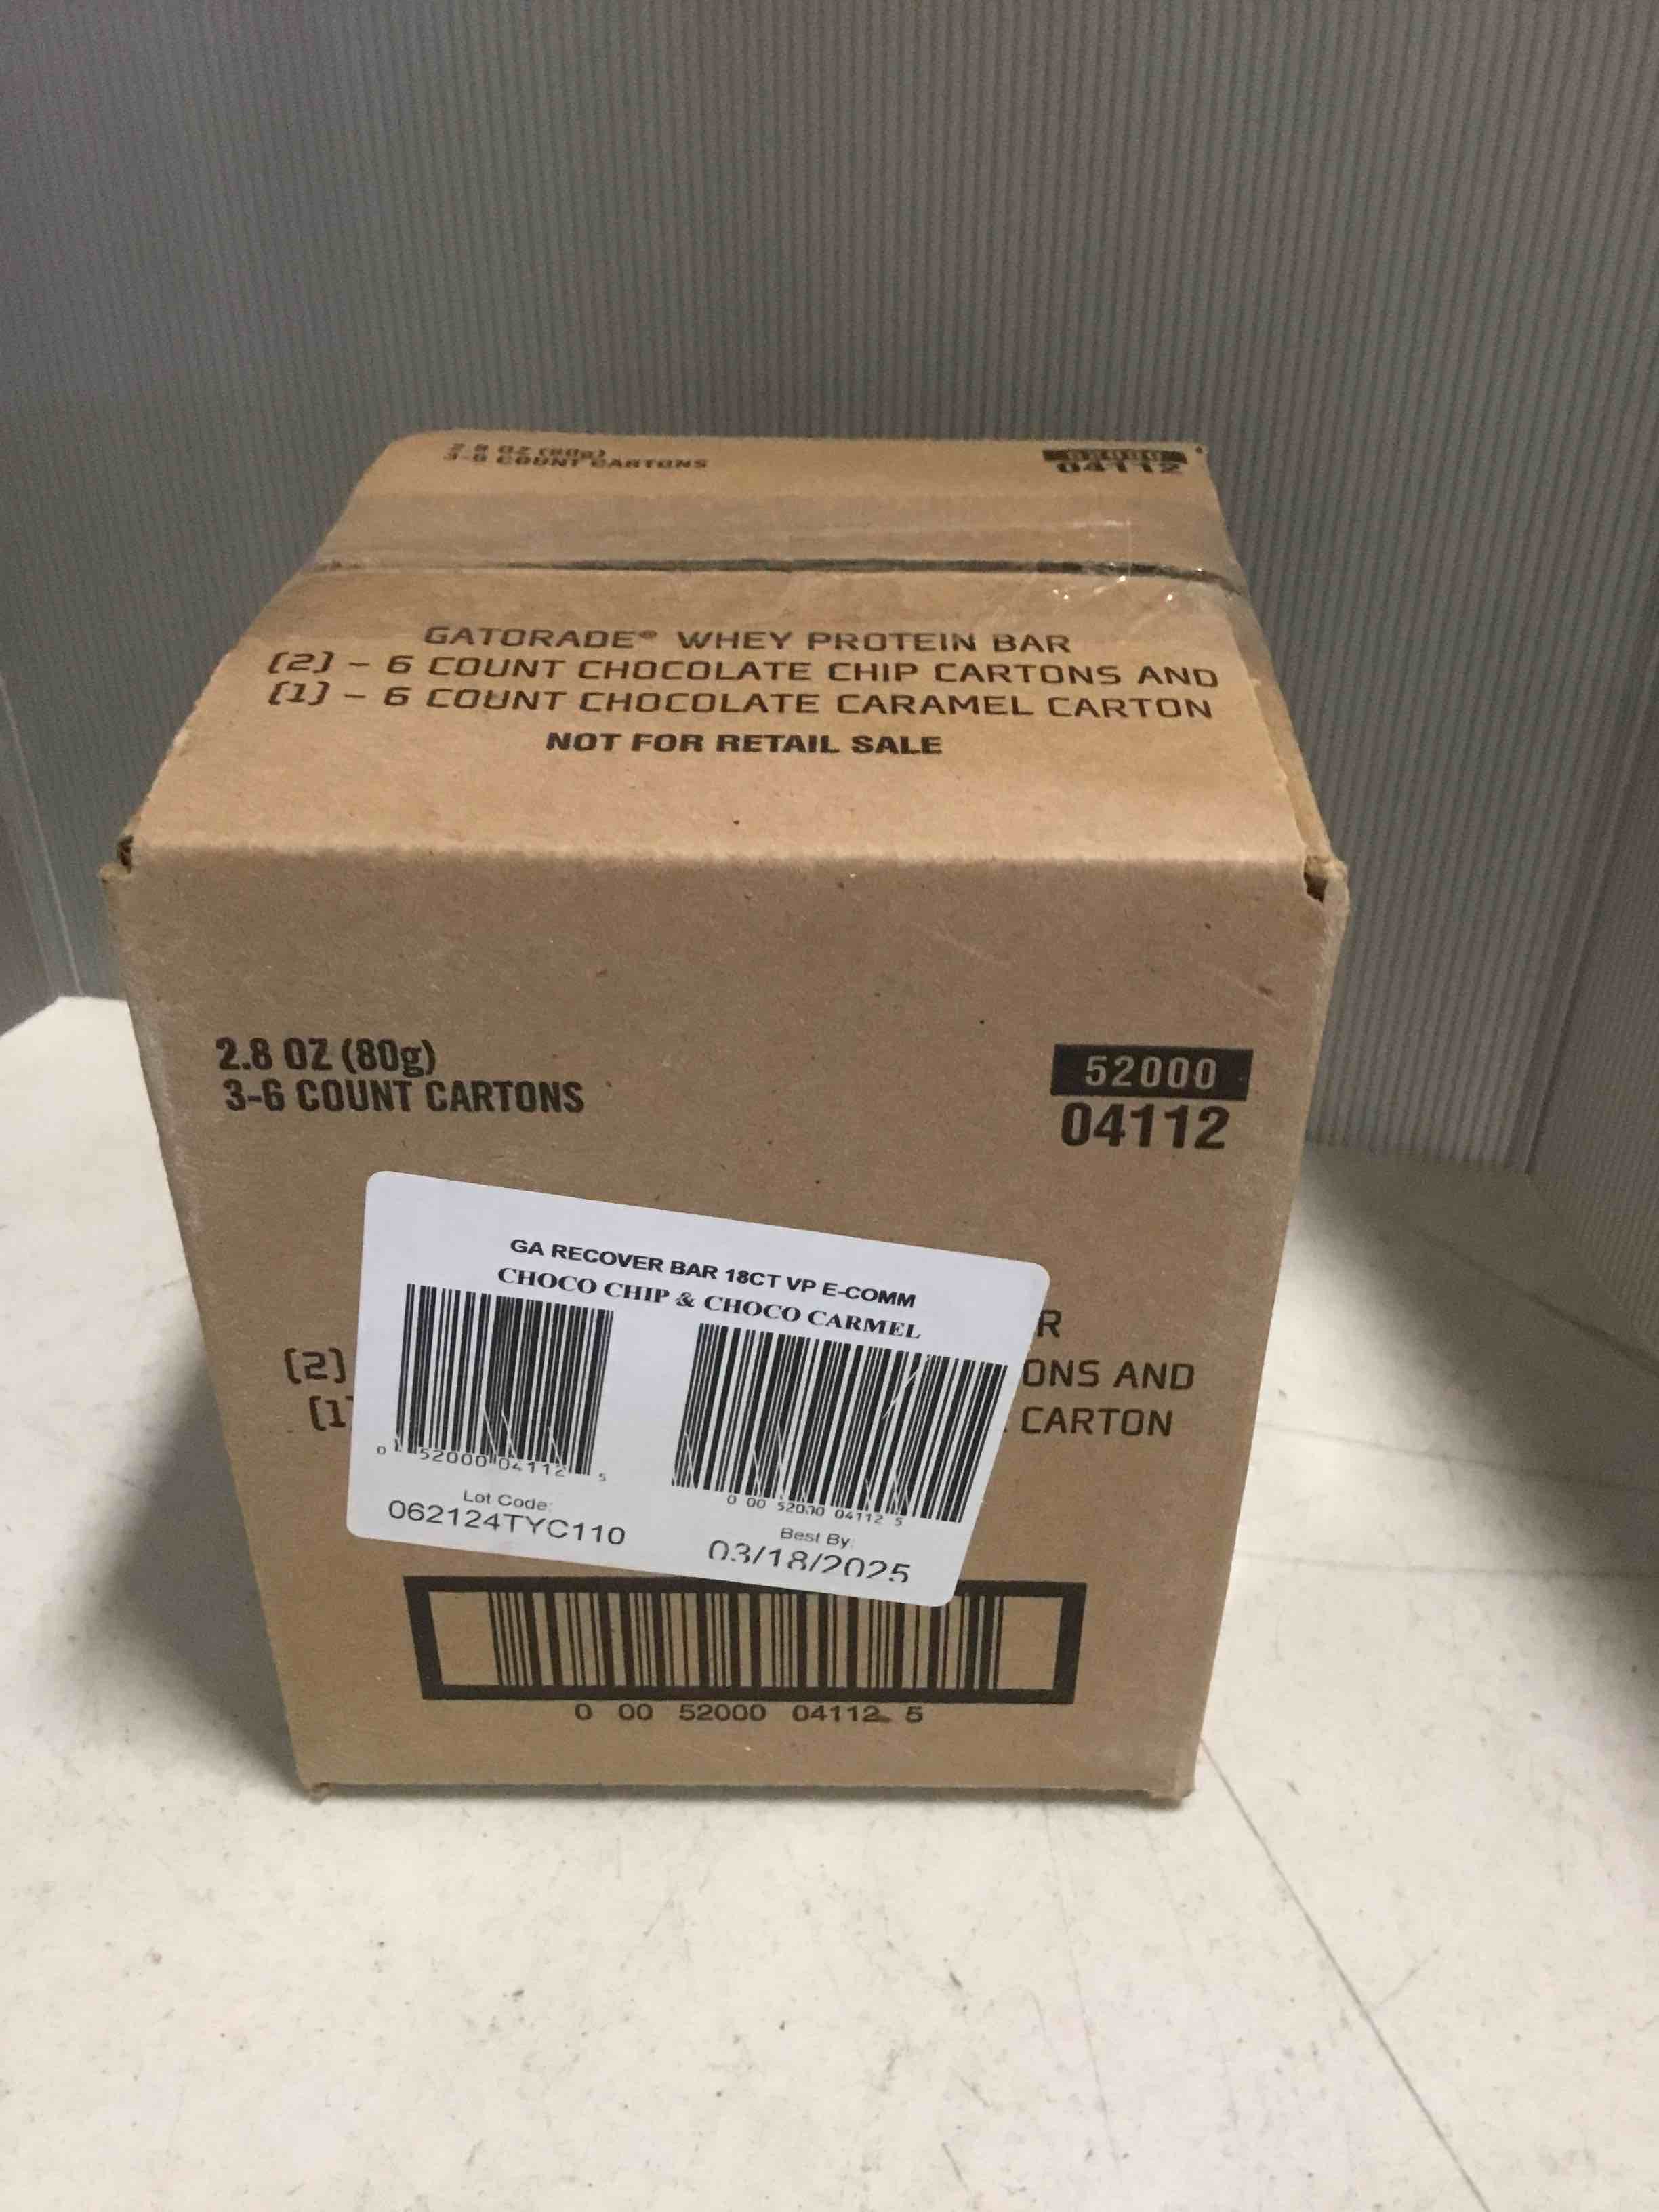 2.8 OZ (80g)
3-6 COUNT CARTONS
52000
04112
GATORADE® WHEY PROTEIN BAR
(2) – 6 COUNT CHOCOLATE CHIP CARTONS AND
(1) – 6 COUNT CHOCOLATE CARAMEL CARTON
NOT FOR RETAIL SALE
2.8 OZ (80g)
3-6 COUNT CARTONS
52000
04112
GA RECOVER BAR 18CT VP E-COMM
CHOCO CHIP & CHOCO CARMEL
R
(2) ONS AND
(1 CARTON
0 52000 04112 5
0 00 52000 04112 5
Lot Code:
062124TYC110
Best By:
03/18/2025
0 00 52000 04112 5